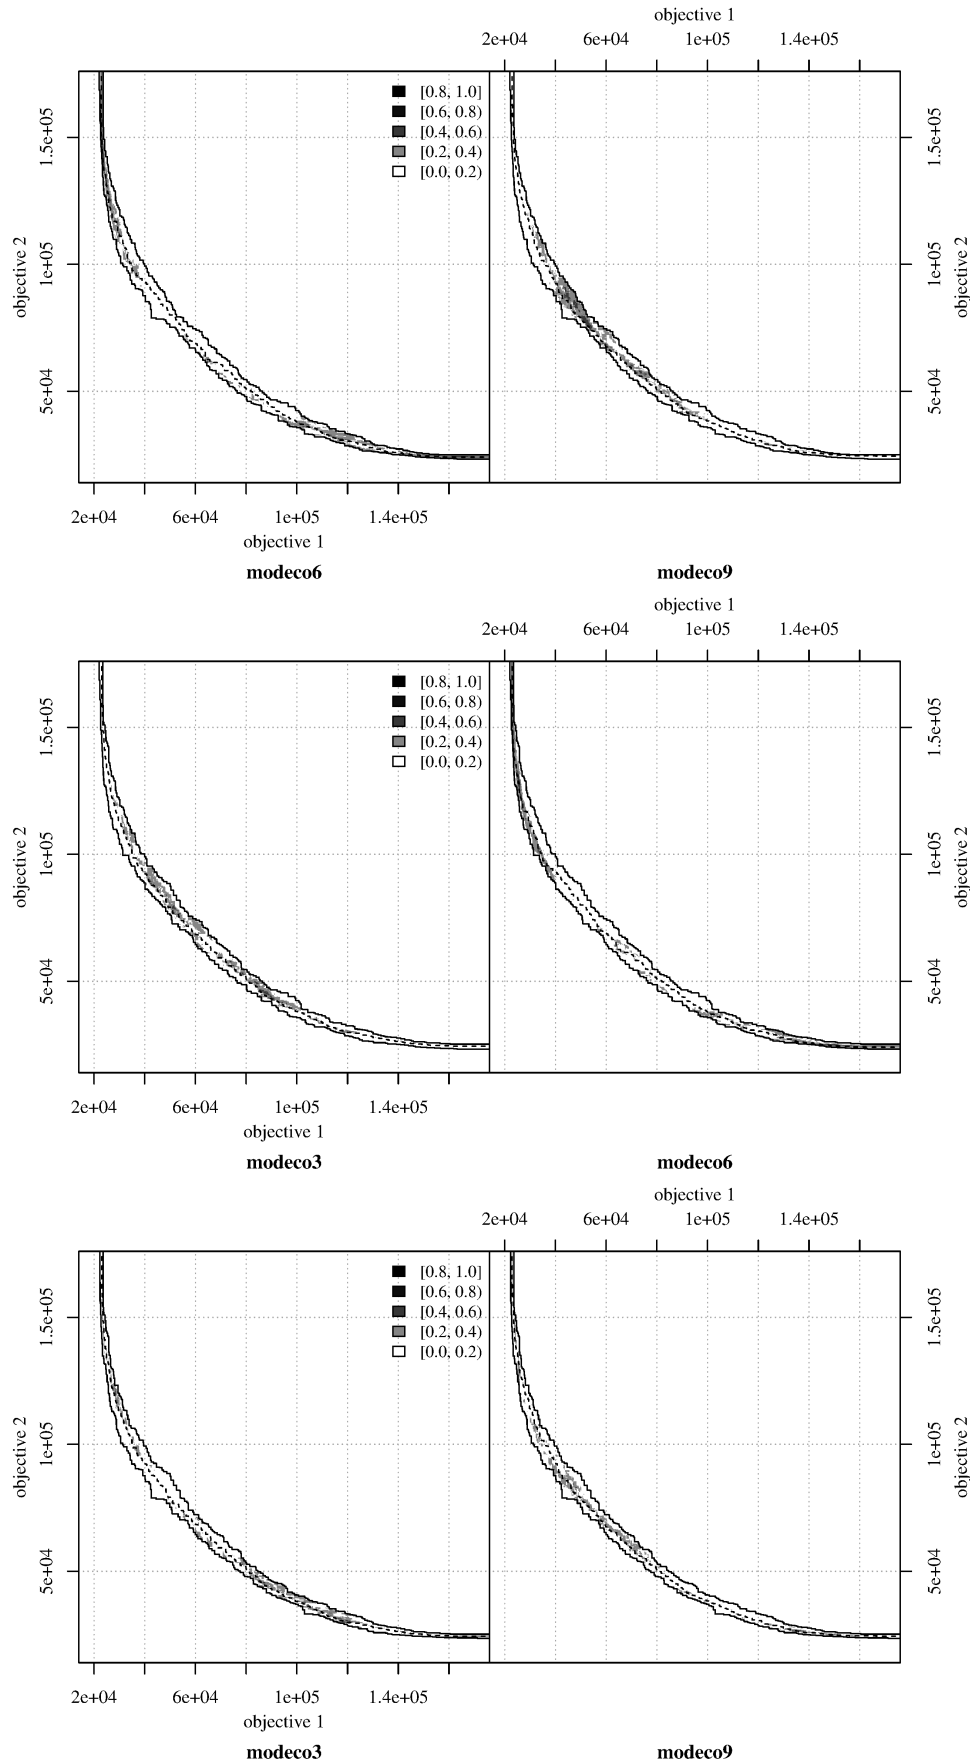 objective 1
2e+04 6e+04 1e+05 1.4e+05
[0.8, 1.0]
[0.6, 0.8)
[0.4, 0.6)
[0.2, 0.4)
[0.0, 0.2)
objective 2
5e+04 1e+05 1.5e+05
5e+04 1e+05 1.5e+05
objective 2
2e+04 6e+04 1e+05 1.4e+05
objective 1
modeco6 modeco9
objective 1
2e+04 6e+04 1e+05 1.4e+05
[0.8, 1.0]
[0.6, 0.8)
[0.4, 0.6)
[0.2, 0.4)
[0.0, 0.2)
objective 2
5e+04 1e+05 1.5e+05
5e+04 1e+05 1.5e+05
objective 2
2e+04 6e+04 1e+05 1.4e+05
objective 1
modeco3 modeco6
objective 1
2e+04 6e+04 1e+05 1.4e+05
[0.8, 1.0]
[0.6, 0.8)
[0.4, 0.6)
[0.2, 0.4)
[0.0, 0.2)
objective 2
5e+04 1e+05 1.5e+05
5e+04 1e+05 1.5e+05
objective 2
2e+04 6e+04 1e+05 1.4e+05
objective 1
modeco3 modeco9